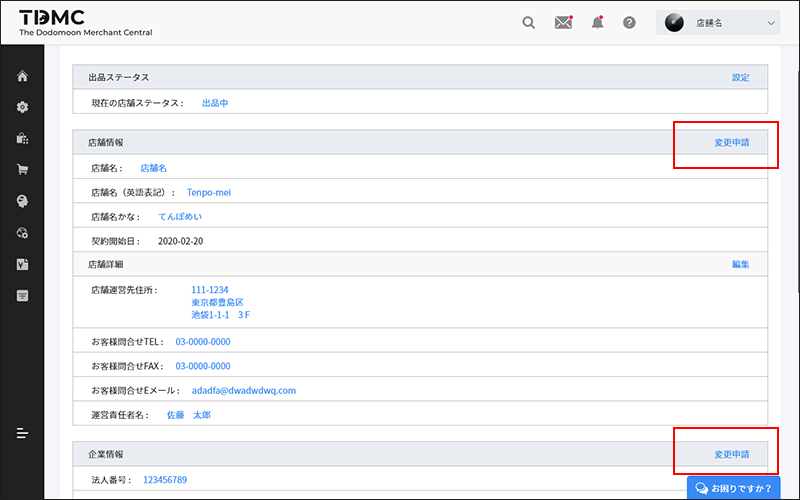 TDMC
The Dodomoon Merchant Central
店舗名
出品ステータス 設定
現在の店舗ステータス： 出品中
店舗情報 変更申請
店舗名： 店舗名
店舗名（英語表記）： Tenpo-mei
店舗名かな： てんぽめい
契約開始日： 2020-02-20
店舗詳細 編集
店舗運営先住所： 111-1234
東京都豊島区
池袋1-1-1　3Ｆ
お客様問合せTEL： 03-0000-0000
お客様問合せFAX： 03-0000-0000
お客様問合せEメール： adadfa@dwadwdwq.com
運営責任者名： 佐藤　太郎
企業情報 変更申請
法人番号： 123456789
お困りですか？